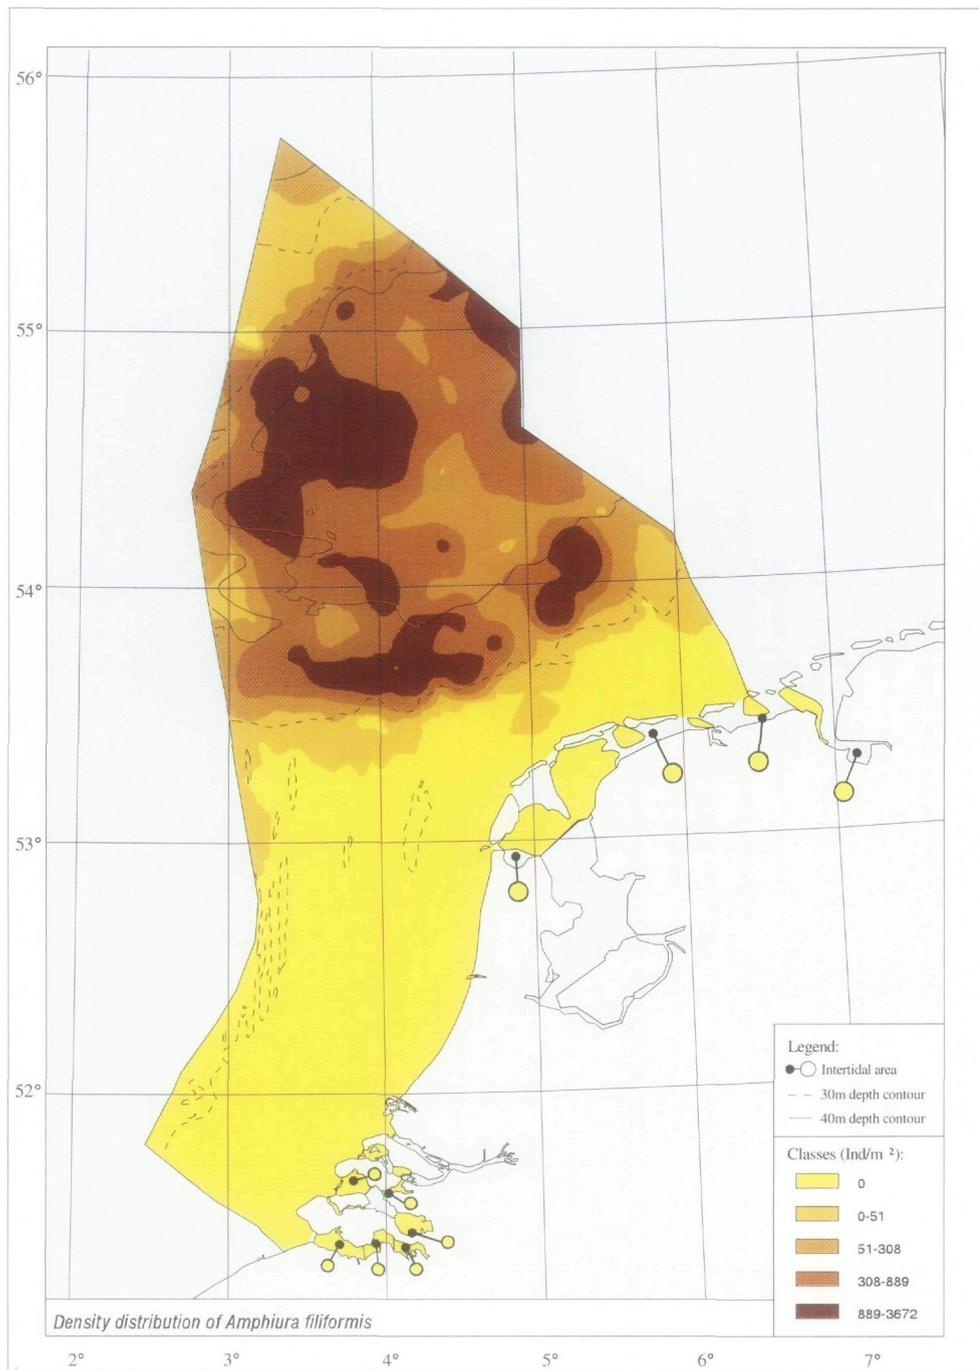 56°
55°
54°
53°
52°
Legend:
Intertidal area
30m depth contour
40m depth contour
Classes (Ind/m ²):
0
0-51
51-308
308-889
889-3672
Density distribution of Amphiura filiformis
2° 3° 4° 5° 6° 7°